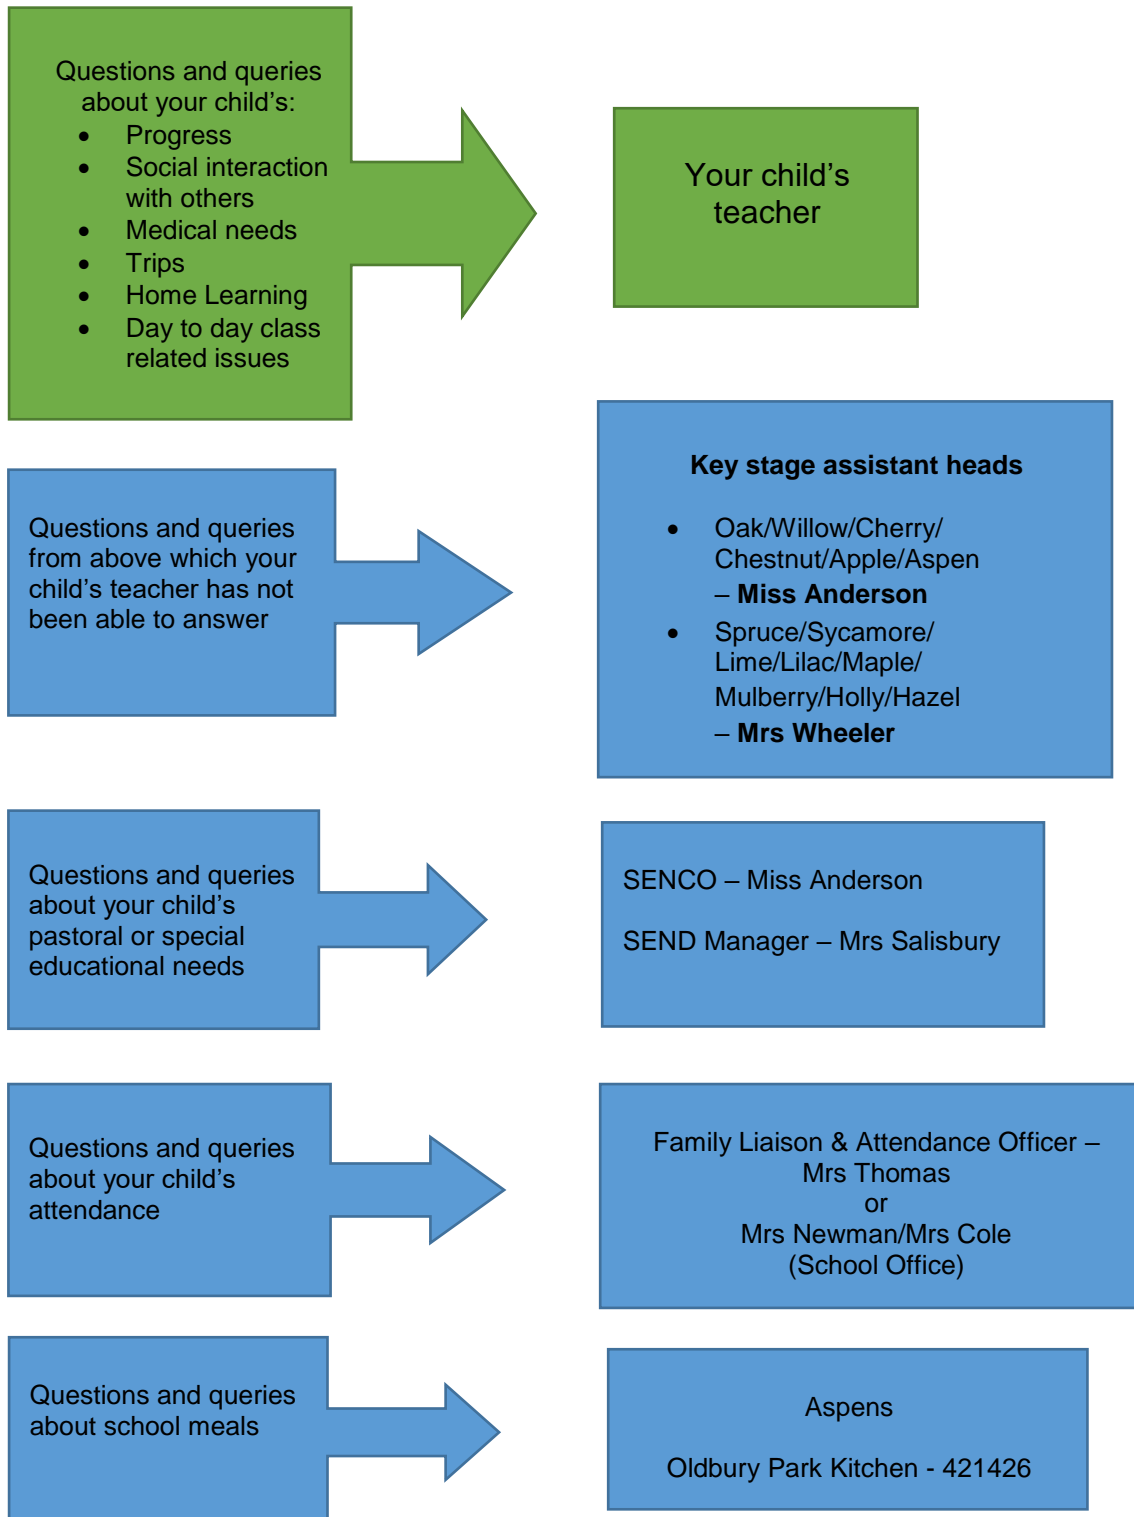 Questions and queries
about your child’s:
• Progress
• Social interaction
with others
• Medical needs
• Trips
• Home Learning
• Day to day class
related issues
Your child’s
teacher
Questions and queries
from above which your
child’s teacher has not
been able to answer
Key stage assistant heads
• Oak/Willow/Cherry/
Chestnut/Apple/Aspen
– Miss Anderson
• Spruce/Sycamore/
Lime/Lilac/Maple/
Mulberry/Holly/Hazel
– Mrs Wheeler
Questions and queries
about your child’s
pastoral or special
educational needs
SENCO – Miss Anderson
SEND Manager – Mrs Salisbury
Questions and queries
about your child’s
attendance
Family Liaison & Attendance Officer –
Mrs Thomas
or
Mrs Newman/Mrs Cole
(School Office)
Questions and queries
about school meals
Aspens
Oldbury Park Kitchen - 421426